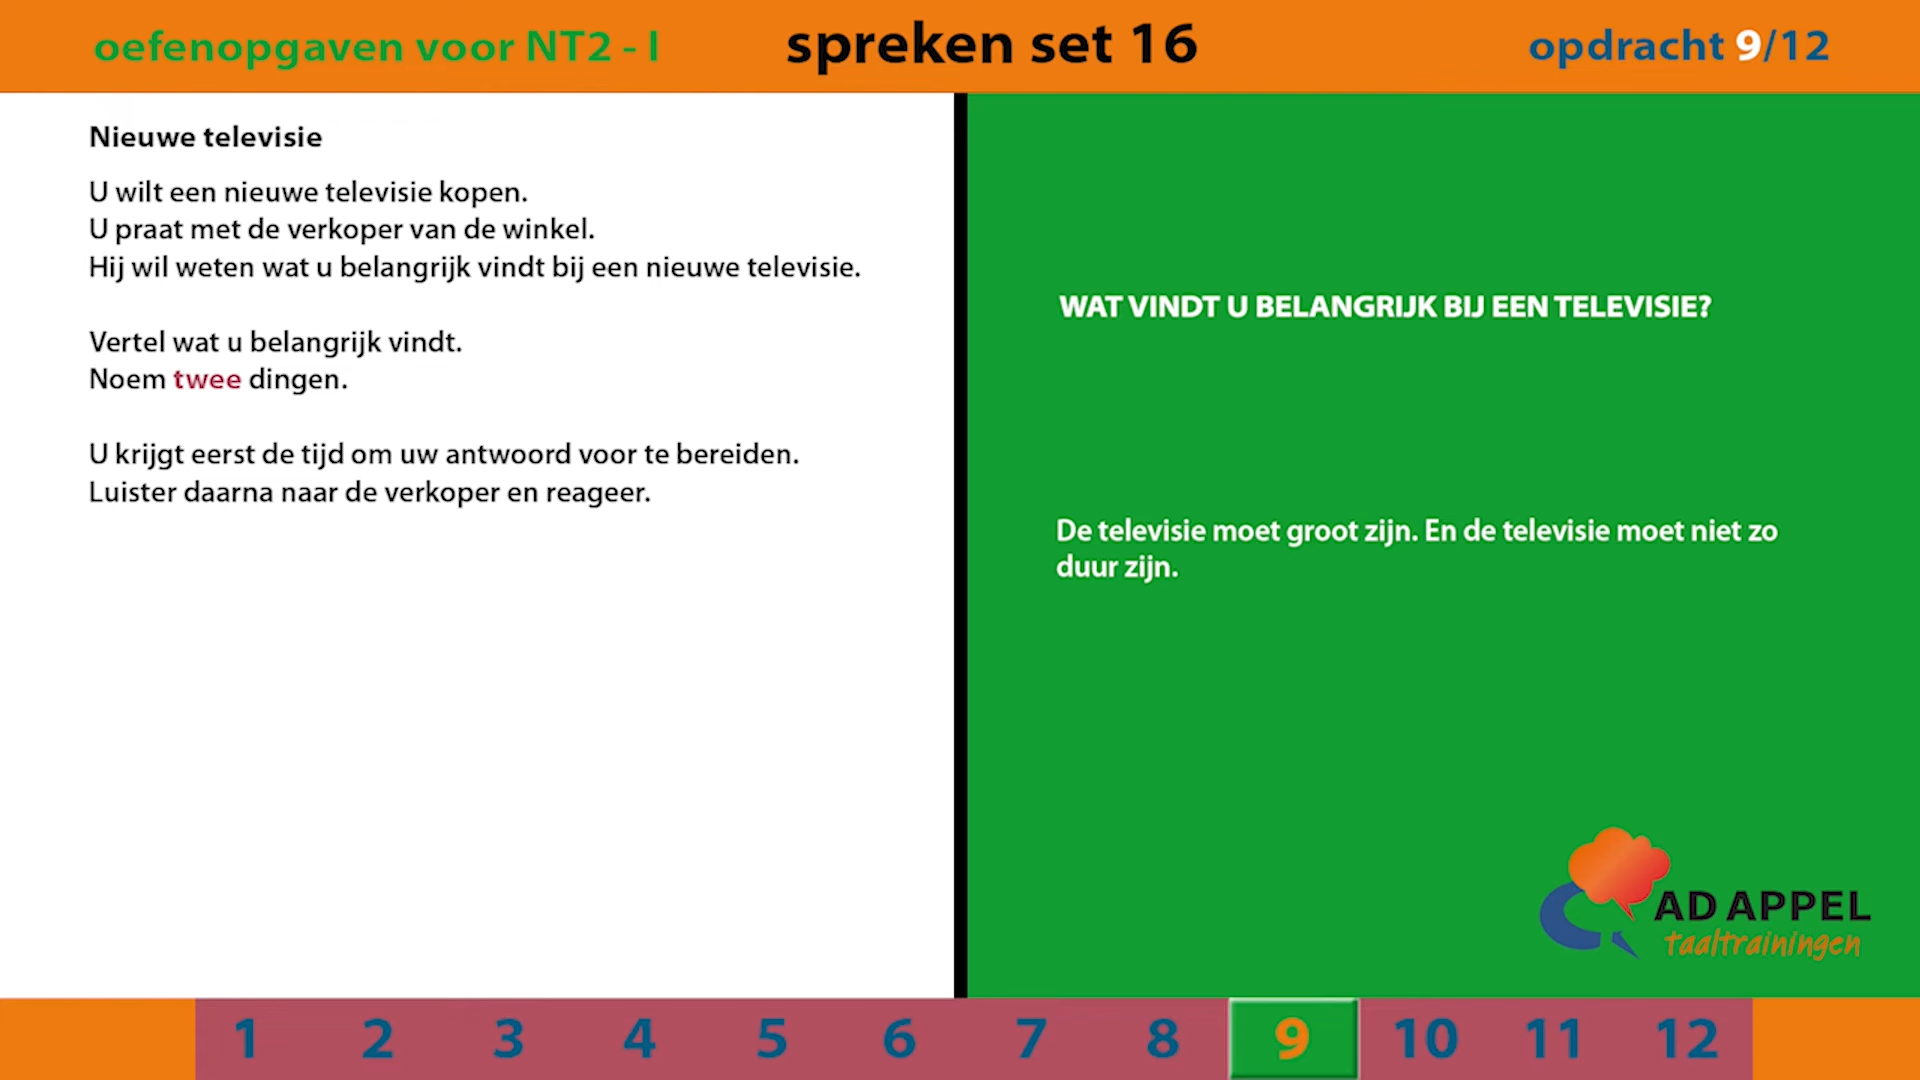 oefenopgaven voor NT2 - I
spreken set 16
opdracht 9/12
Nieuwe televisie
U wilt een nieuwe televisie kopen.
U praat met de verkoper van de winkel.
Hij wil weten wat u belangrijk vindt bij een nieuwe televisie.
Vertel wat u belangrijk vindt.
Noem twee dingen.
U krijgt eerst de tijd om uw antwoord voor te bereiden.
Luister daarna naar de verkoper en reageer.
WAT VINDT U BELANGRIJK BIJ EEN TELEVISIE?
De televisie moet groot zijn. En de televisie moet niet zo
duur zijn.
AD APPEL
taaltrainingen
1 2 3 4 5 6 7 8 9 10 11 12